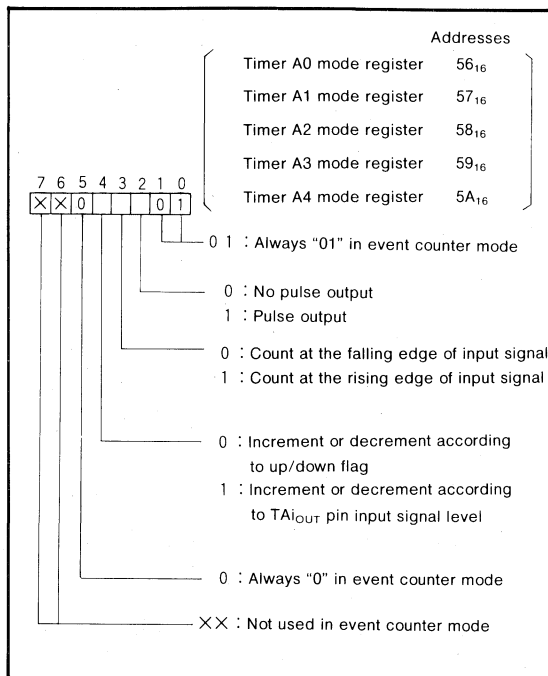 Addresses
Timer A0 mode register 56₁₆
Timer A1 mode register 57₁₆
Timer A2 mode register 58₁₆
Timer A3 mode register 59₁₆
Timer A4 mode register 5A₁₆
7 6 5 4 3 2 1 0
× × 0 0 1
0 1 : Always "01" in event counter mode
0 : No pulse output
1 : Pulse output
0 : Count at the falling edge of input signal
1 : Count at the rising edge of input signal
0 : Increment or decrement according
to up/down flag
1 : Increment or decrement according
to TAiOUT pin input signal level
0 : Always "0" in event counter mode
×× : Not used in event counter mode